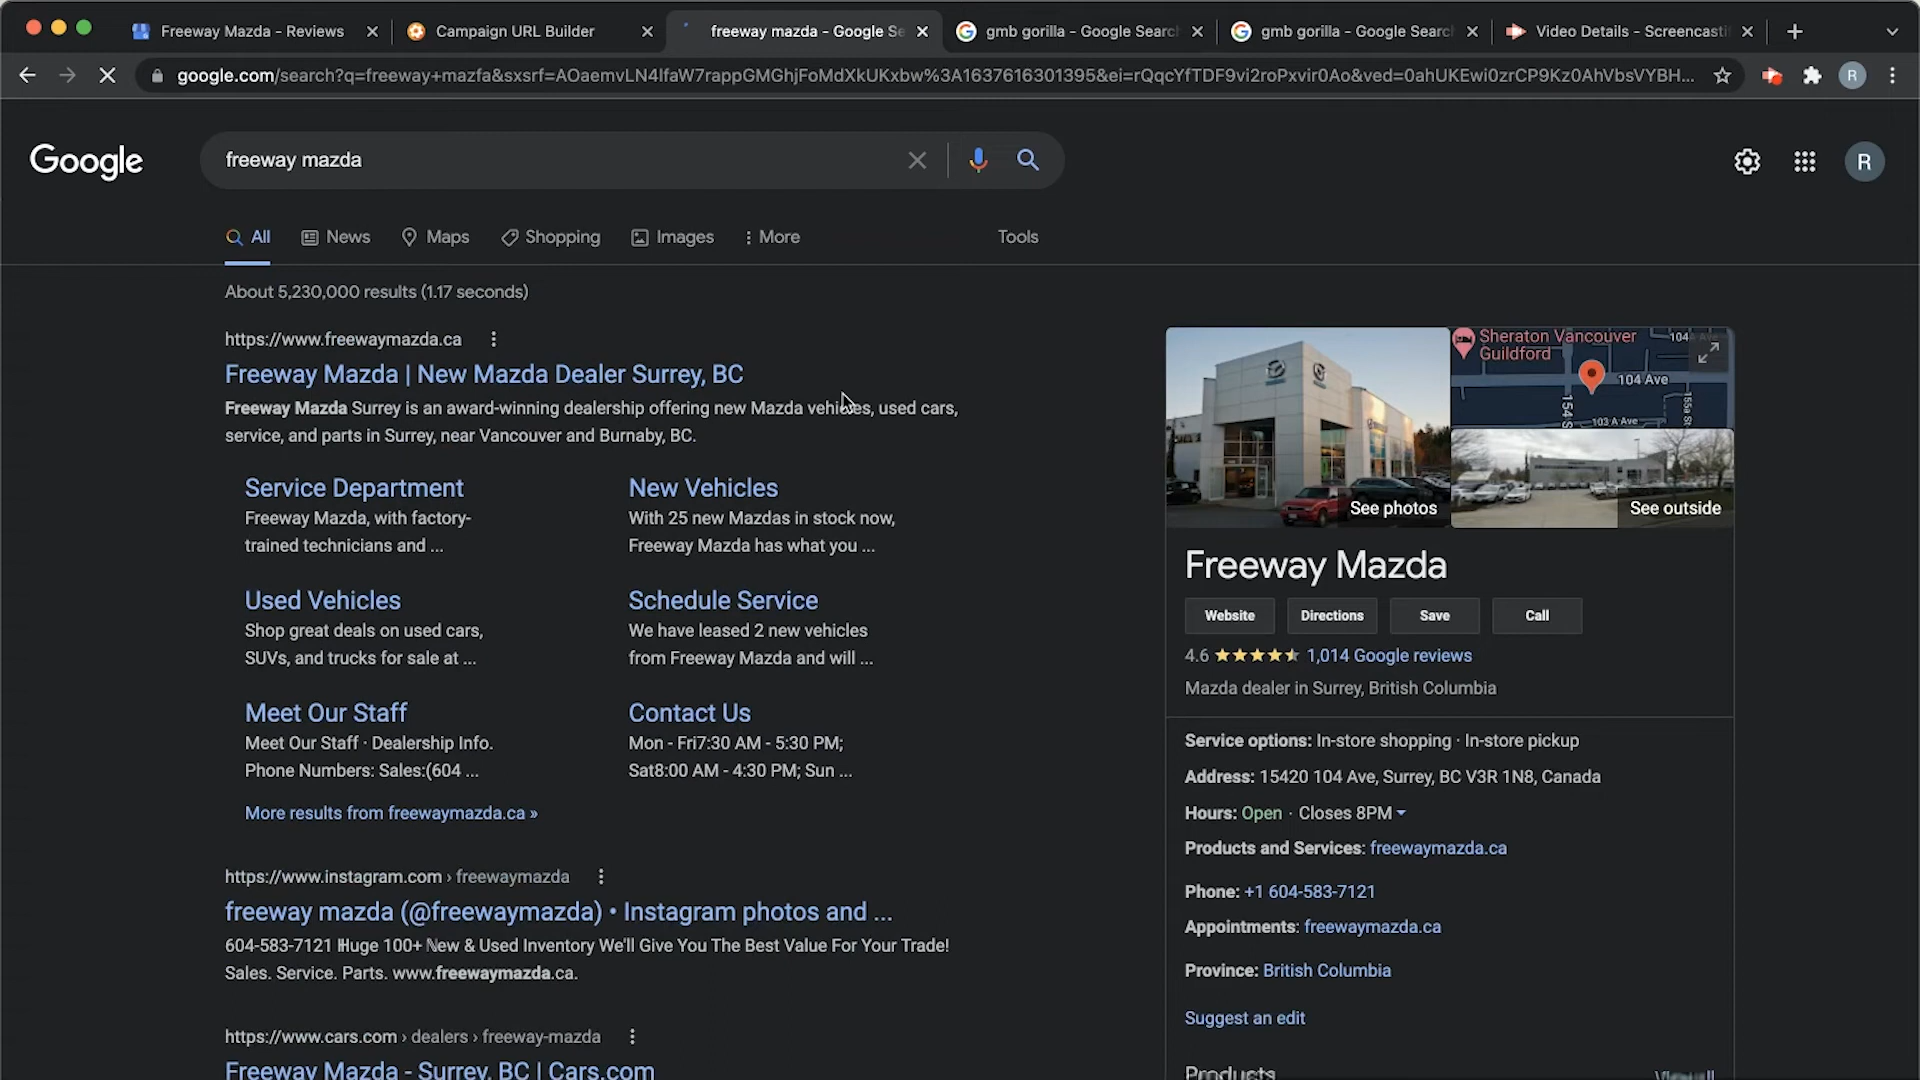 Freeway Mazda - Reviews
Campaign URL Builder
freeway mazda - Google Se
gmb gorilla - Google Search
gmb gorilla - Google Search
Video Details - Screencastif
google.com/search?q=freeway+mazfa&sxsrf=AOaemvLN4IfaW7rappGMGhjFoMdXkUKxbw%3A1637616301395&ei=rQqcYfTDF9vi2roPxvir0Ao&ved=0ahUKEwi0zrCP9Kz0AhVbsVYBH...
R
Google
freeway mazda
R
All
News
Maps
Shopping
Images
More
Tools
About 5,230,000 results (1.17 seconds)
https://www.freewaymazda.ca
Freeway Mazda | New Mazda Dealer Surrey, BC
Freeway Mazda Surrey is an award-winning dealership offering new Mazda vehicles, used cars,
service, and parts in Surrey, near Vancouver and Burnaby, BC.
Service Department
Freeway Mazda, with factory-
trained technicians and ...
New Vehicles
With 25 new Mazdas in stock now,
Freeway Mazda has what you ...
Used Vehicles
Shop great deals on used cars,
SUVs, and trucks for sale at ...
Schedule Service
We have leased 2 new vehicles
from Freeway Mazda and will ...
Meet Our Staff
Meet Our Staff · Dealership Info.
Phone Numbers: Sales:(604 ...
Contact Us
Mon - Fri7:30 AM - 5:30 PM;
Sat8:00 AM - 4:30 PM; Sun ...
More results from freewaymazda.ca »
https://www.instagram.com › freewaymazda
freeway mazda (@freewaymazda) • Instagram photos and ...
604-583-7121 Huge 100+ New & Used Inventory We'll Give You The Best Value For Your Trade!
Sales. Service. Parts. www.freewaymazda.ca.
https://www.cars.com › dealers › freeway-mazda
Freeway Mazda - Surrey, BC | Cars.com
Sheraton Vancouver
Guildford
104 Ave
104 Ave
154 S
103 A Ave
155a St
See photos
See outside
Freeway Mazda
Website
Directions
Save
Call
4.6
1,014 Google reviews
Mazda dealer in Surrey, British Columbia
Service options: In-store shopping · In-store pickup
Address: 15420 104 Ave, Surrey, BC V3R 1N8, Canada
Hours: Open · Closes 8PM
Products and Services: freewaymazda.ca
Phone: +1 604-583-7121
Appointments: freewaymazda.ca
Province: British Columbia
Suggest an edit
Products
View all